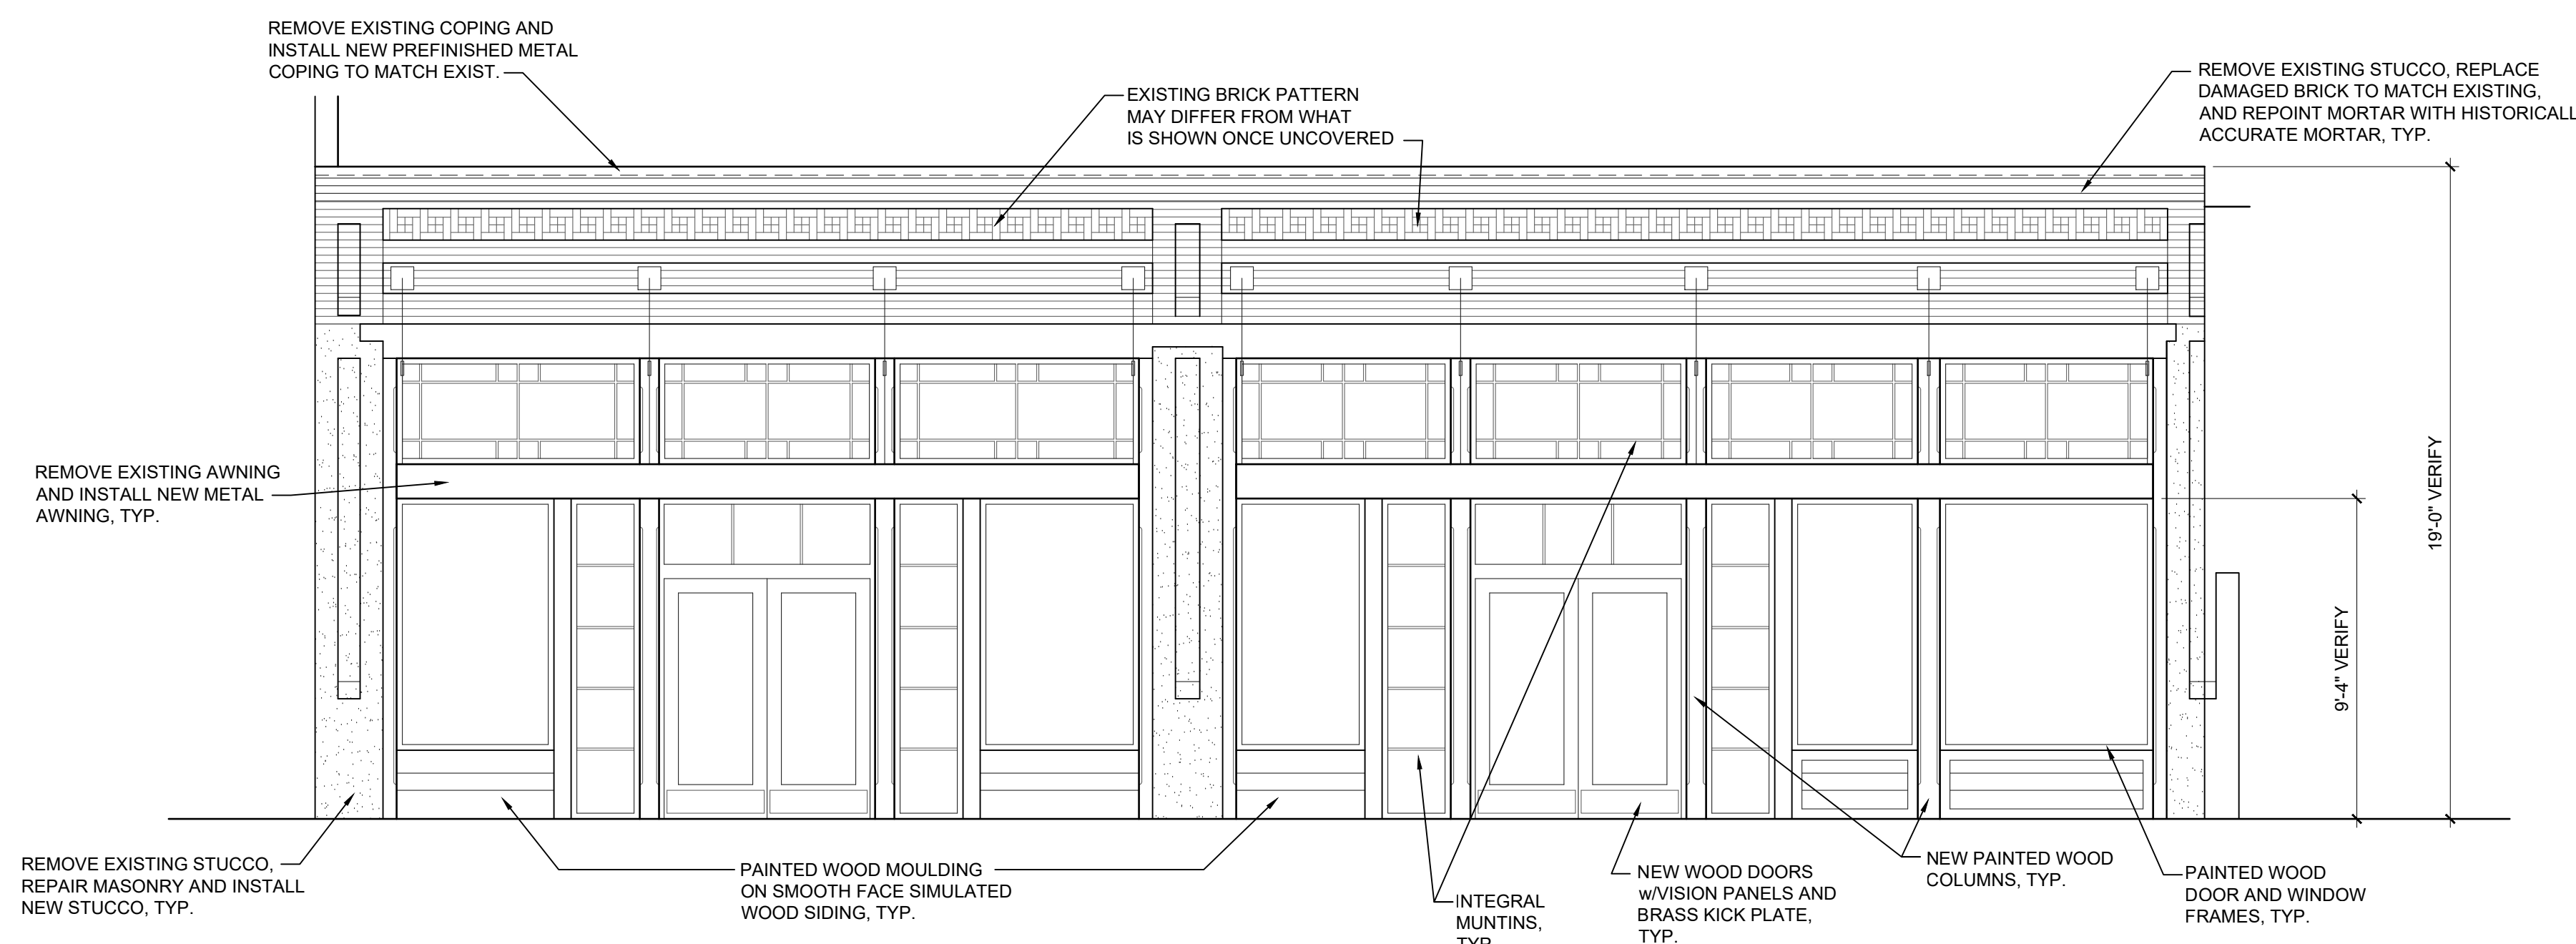 REMOVE EXISTING COPING AND
INSTALL NEW PREFINISHED METAL
COPING TO MATCH EXIST.
EXISTING BRICK PATTERN
MAY DIFFER FROM WHAT
IS SHOWN ONCE UNCOVERED
REMOVE EXISTING STUCCO, REPLACE
DAMAGED BRICK TO MATCH EXISTING,
AND REPOINT MORTAR WITH HISTORICALL
ACCURATE MORTAR, TYP.
REMOVE EXISTING AWNING
AND INSTALL NEW METAL
AWNING, TYP.
19'-0" VERIFY
9'-4" VERIFY
REMOVE EXISTING STUCCO,
REPAIR MASONRY AND INSTALL
NEW STUCCO, TYP.
PAINTED WOOD MOULDING
ON SMOOTH FACE SIMULATED
WOOD SIDING, TYP.
INTEGRAL
MUNTINS,
TYP.
NEW WOOD DOORS
w/VISION PANELS AND
BRASS KICK PLATE,
TYP.
NEW PAINTED WOOD
COLUMNS, TYP.
PAINTED WOOD
DOOR AND WINDOW
FRAMES, TYP.